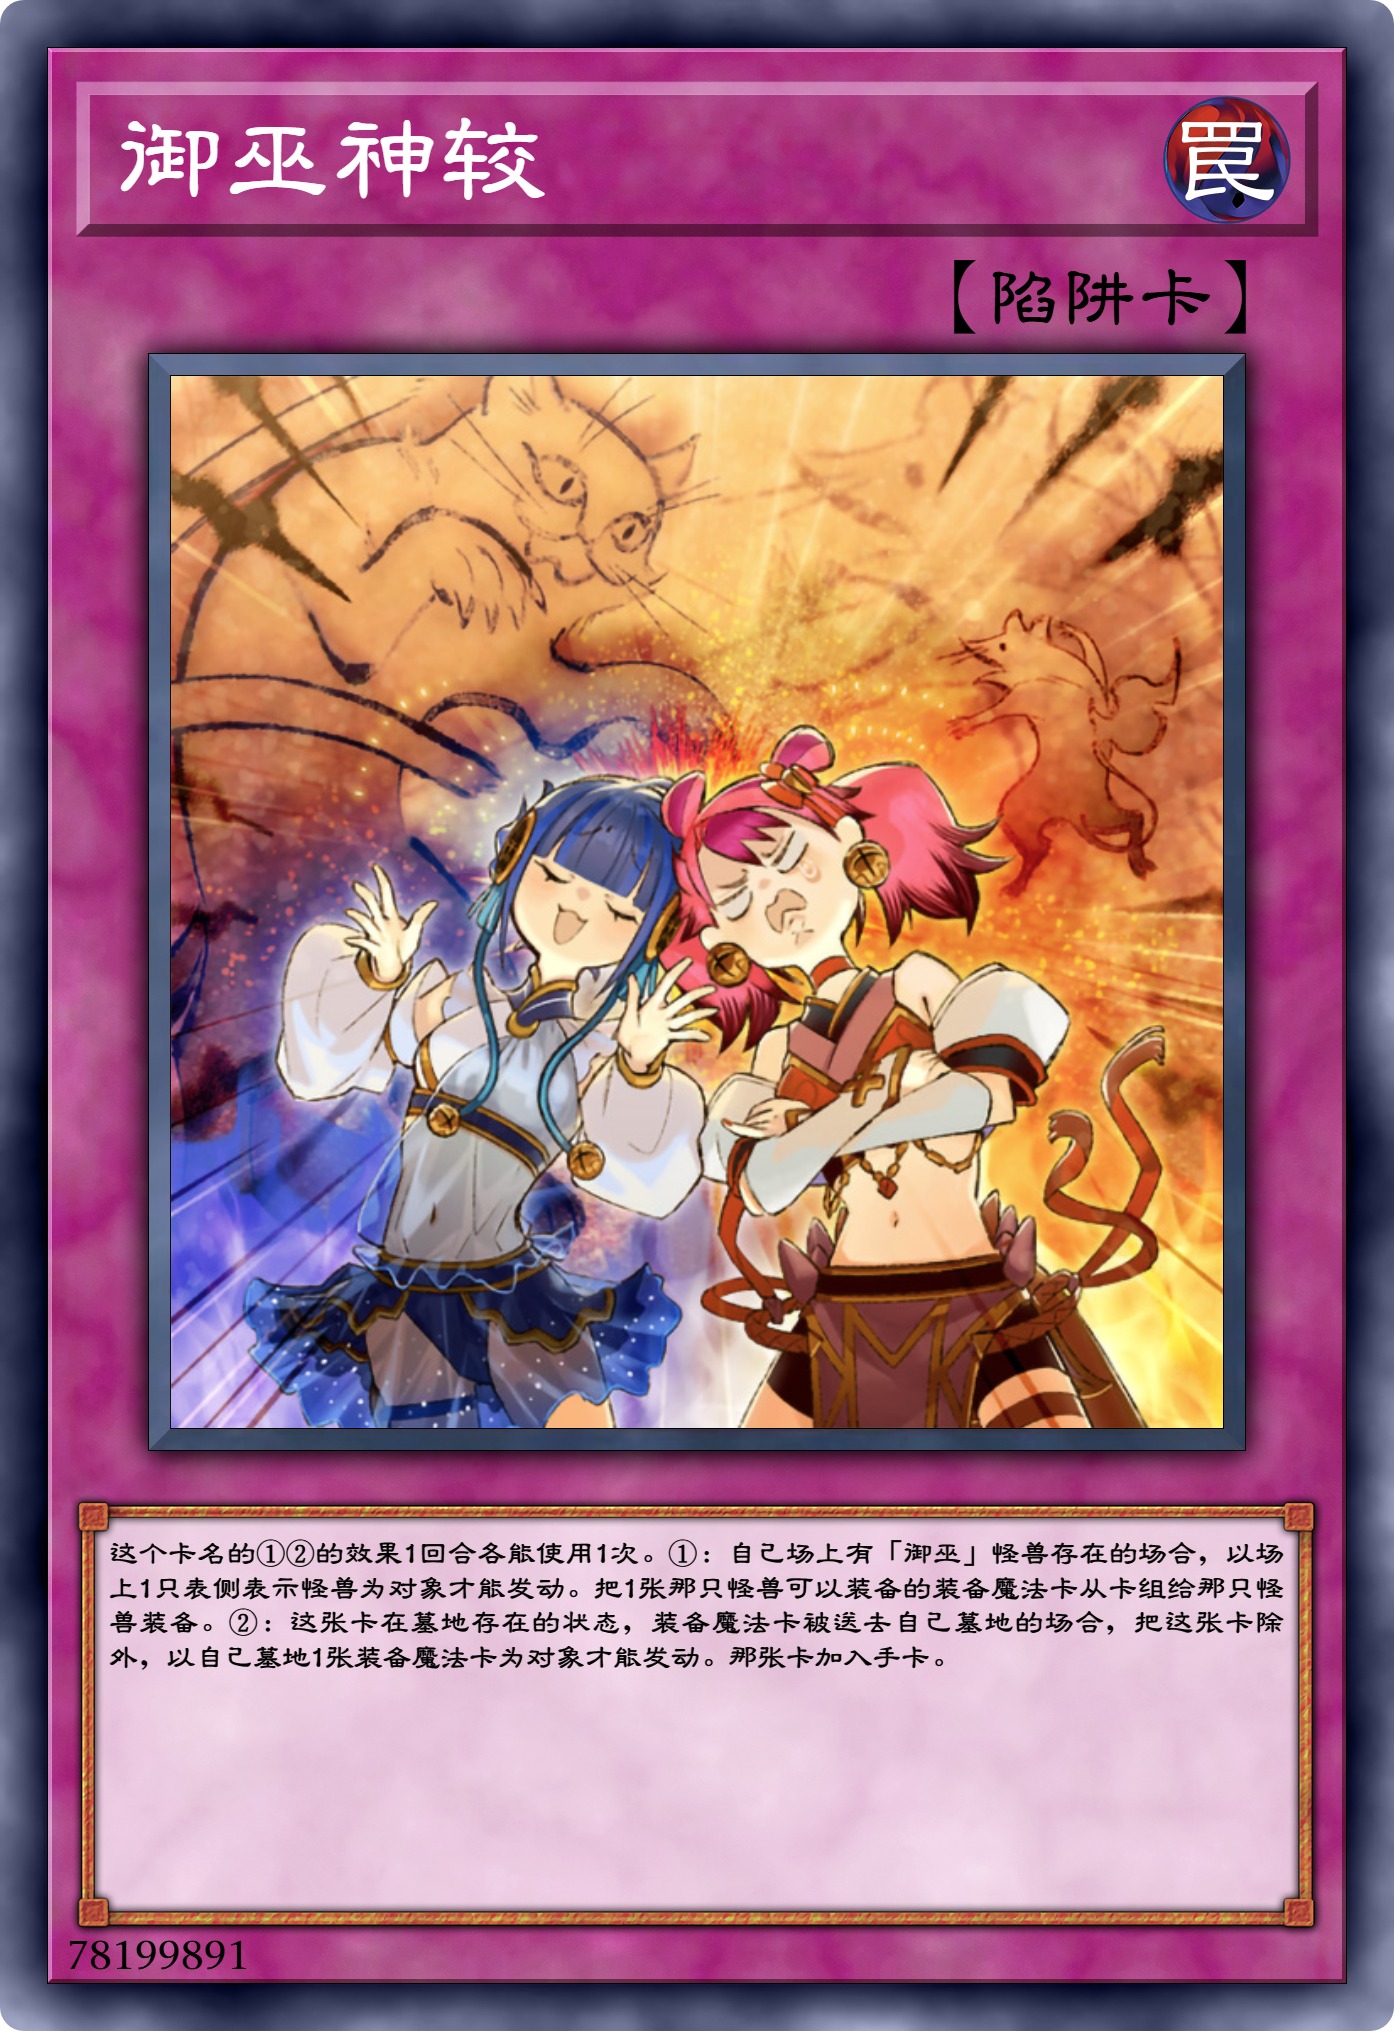 御巫神较
罠
【陷阱卡】
这个卡名的①②的效果1回合各能使用1次。①：自己场上有「御巫」怪兽存在的场合，以场
上1只表侧表示怪兽为对象才能发动。把1张那只怪兽可以装备的装备魔法卡从卡组给那只怪
兽装备。②：这张卡在墓地存在的状态，装备魔法卡被送去自己墓地的场合，把这张卡除
外，以自己墓地1张装备魔法卡为对象才能发动。那张卡加入手卡。
78199891